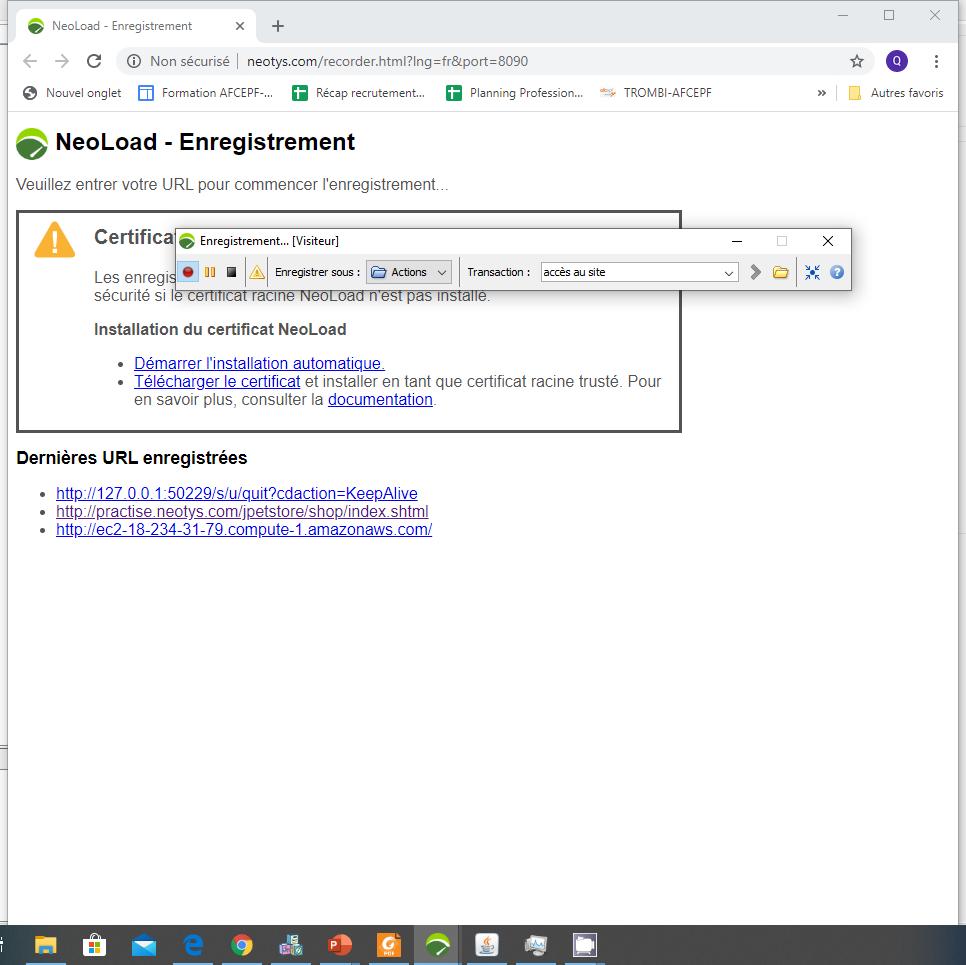 NeoLoad - Enregistrement
Non sécurisé | neotys.com/recorder.html?lng=fr&port=8090
Q
Nouvel onglet Formation AFCEPF-... Récap recrutement... Planning Profession... TROMBI-AFCEPF » Autres favoris
NeoLoad - Enregistrement
Veuillez entrer votre URL pour commencer l'enregistrement...
Certifica
Enregistrement... [Visiteur]
Enregistrer sous : Actions Transaction : accès au site
Les enregis
sécurité si le certificat racine NeoLoad n'est pas installé.
Installation du certificat NeoLoad
• Démarrer l'installation automatique.
• Télécharger le certificat et installer en tant que certificat racine trusté. Pour
en savoir plus, consulter la documentation.
Dernières URL enregistrées
• http://127.0.0.1:50229/s/u/quit?cdaction=KeepAlive
• http://practise.neotys.com/jpetstore/shop/index.shtml
• http://ec2-18-234-31-79.compute-1.amazonaws.com/